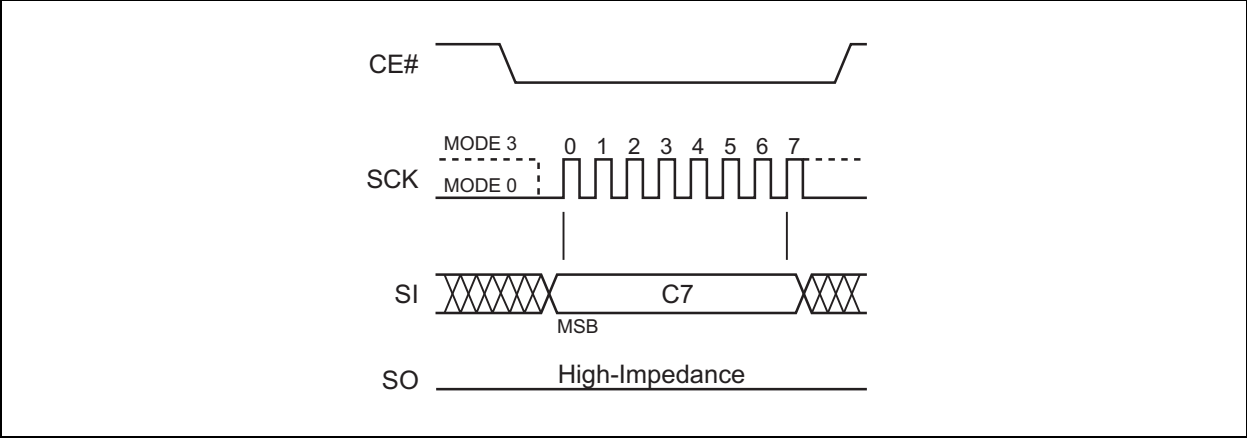 CE#
MODE 3
0 1 2 3 4 5 6 7
SCK
MODE 0
SI
C7
MSB
SO
High-Impedance